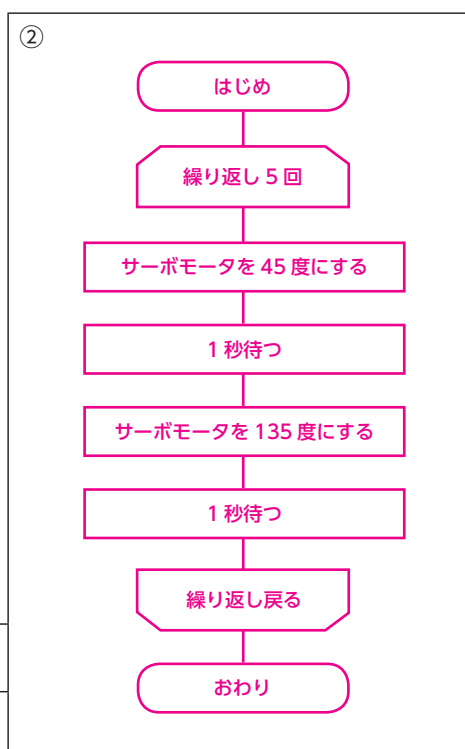 ②
はじめ
繰り返し 5 回
サーボモータを 45 度にする
1 秒待つ
サーボモータを 135 度にする
1 秒待つ
繰り返し戻る
おわり